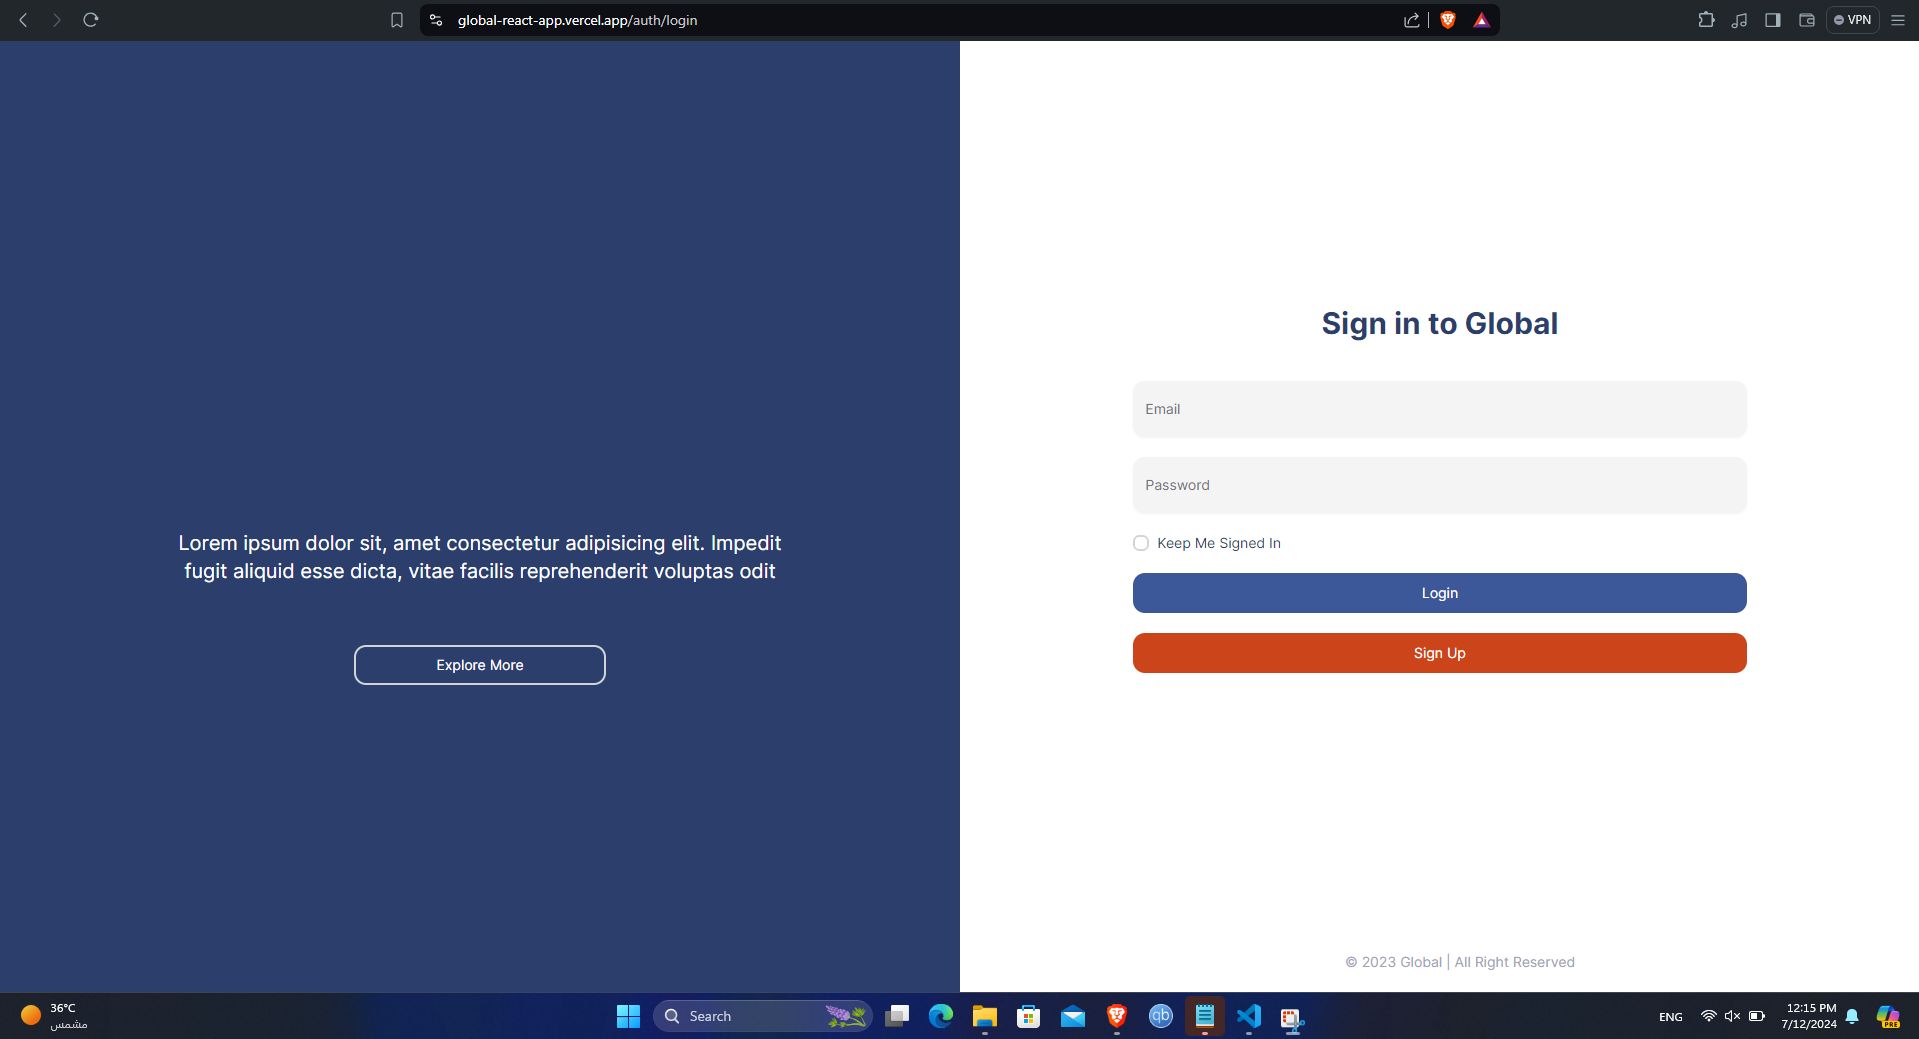 global-react-app.vercel.app/auth/login
VPN
Lorem ipsum dolor sit, amet consectetur adipisicing elit. Impedit
fugit aliquid esse dicta, vitae facilis reprehenderit voluptas odit
Explore More
Sign in to Global
Email
Password
Keep Me Signed In
Login
Sign Up
© 2023 Global | All Right Reserved
36°C
مشمس
Search
qb
ENG
12:15 PM
7/12/2024
PRE